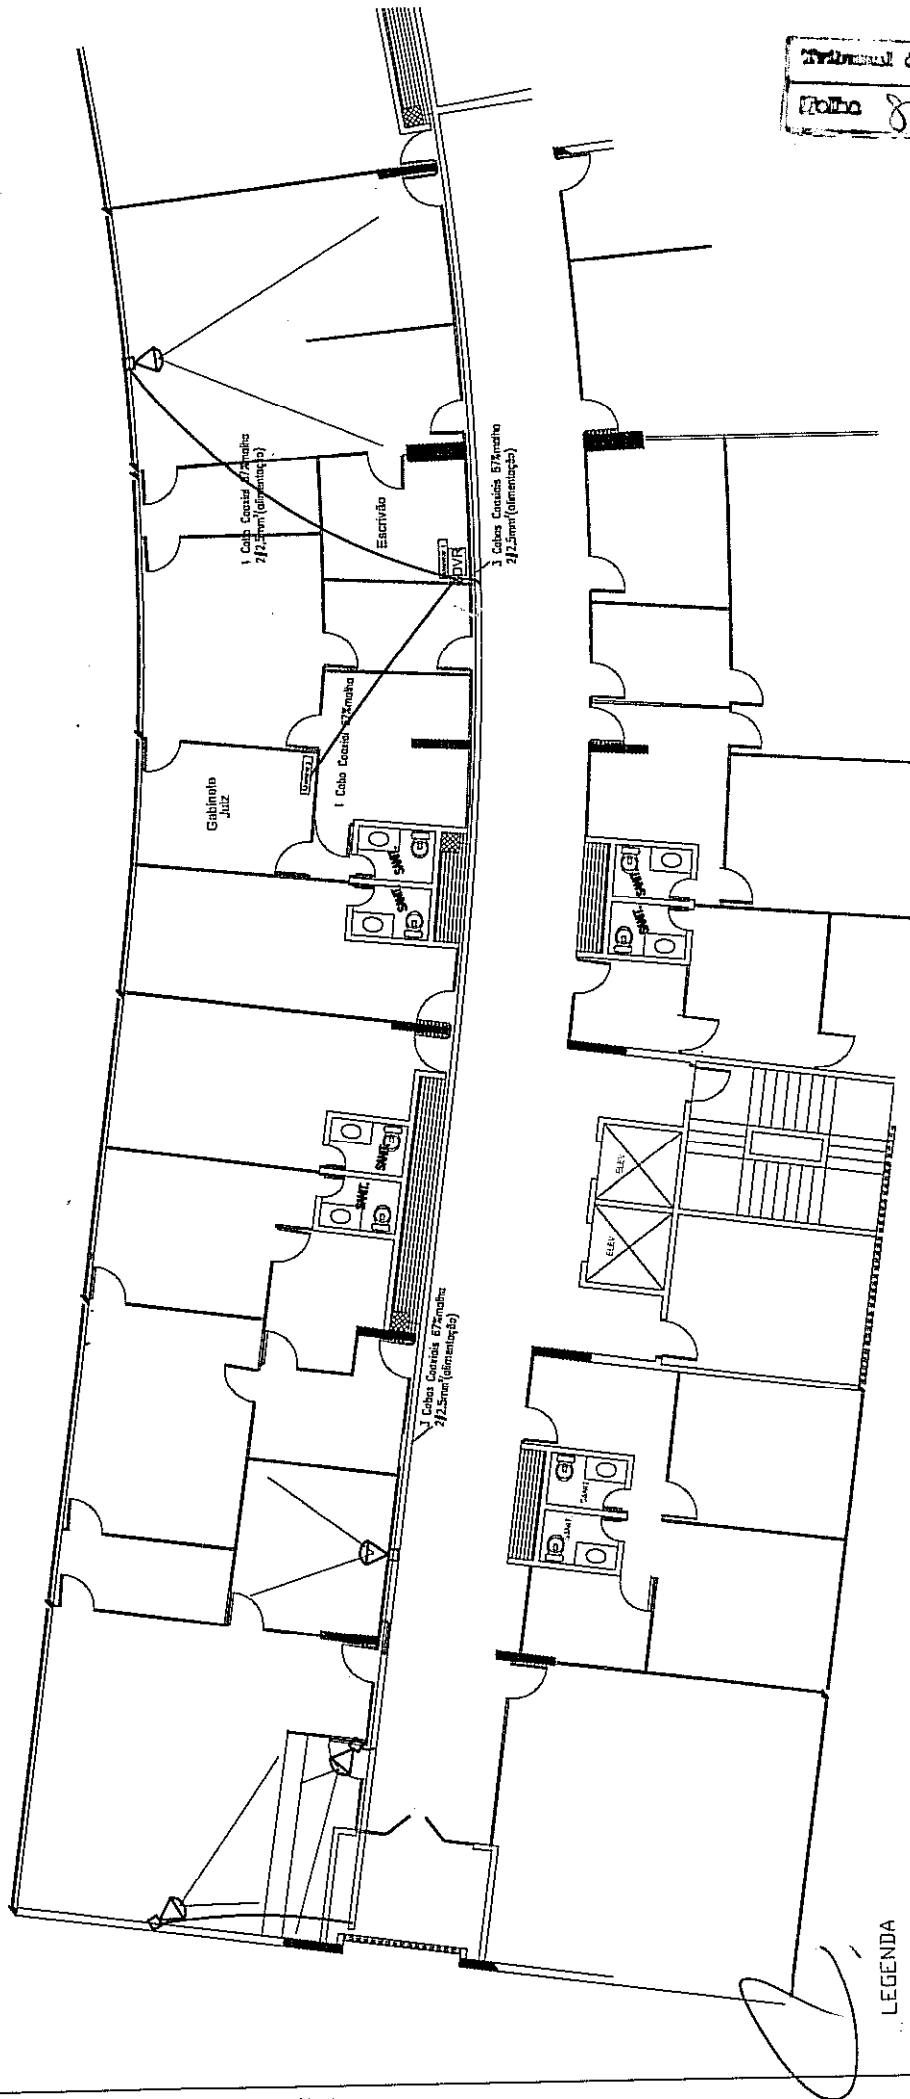 Tribunal
Folha 8
1 Cabo Coaxial 67%malha
2#2,5mm²(alimentação)
Escrivão
DVR
3 Cabos Coaxiais 67%malha
2#2,5mm²(alimentação)
1 Cabo Coaxial 67%malha
Gabinete
Juiz
SANIT.
SANIT.
SANIT.
SANIT.
SANIT.
SANIT.
ELEV
ELEV
3 Cabos Coaxiais 67%malha
2#2,5mm²(alimentação)
SANIT.
SANIT.
LEGENDA